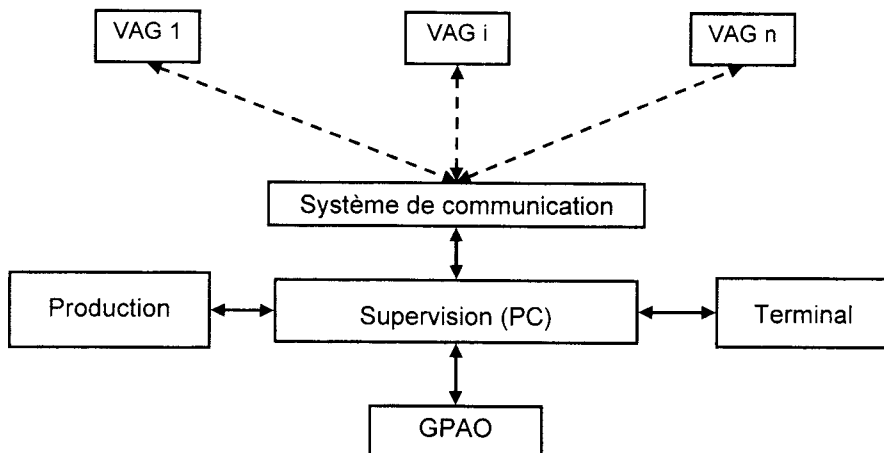 VAG 1
VAG i
VAG n
Système de communication
Production
Supervision (PC)
Terminal
GPAO